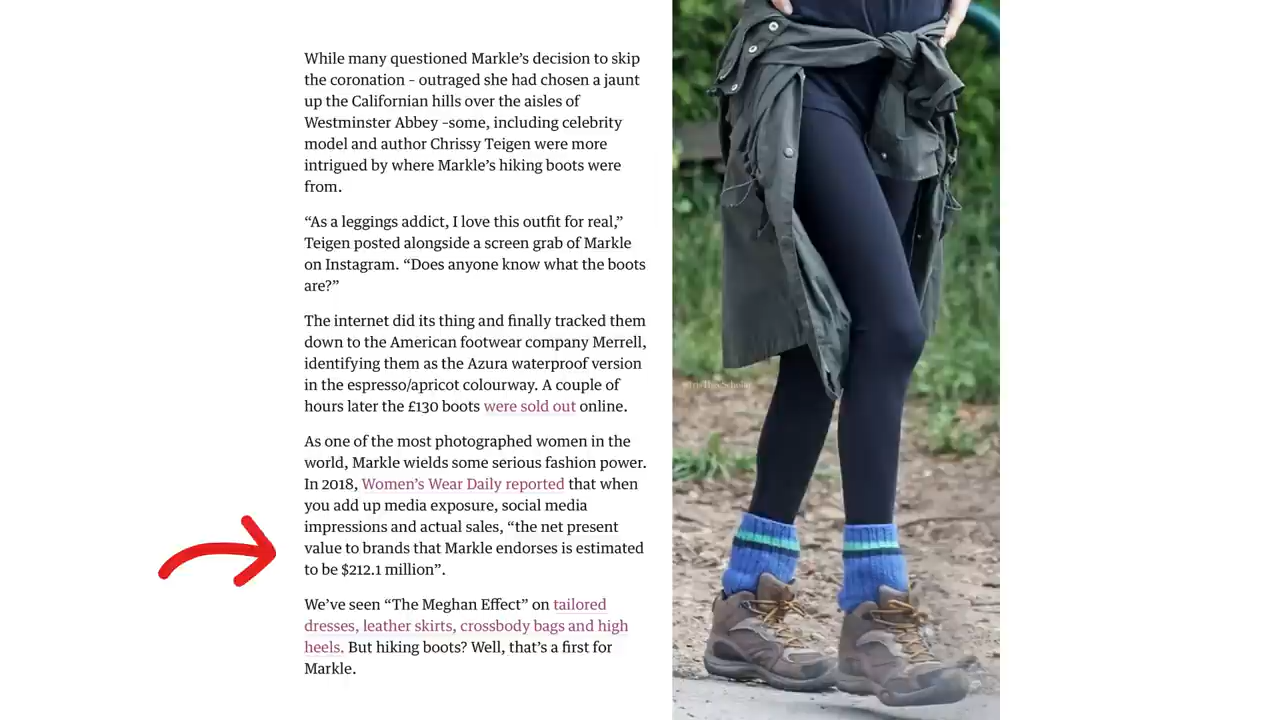 While many questioned Markle’s decision to skip
the coronation – outraged she had chosen a jaunt
up the Californian hills over the aisles of
Westminster Abbey –some, including celebrity
model and author Chrissy Teigen were more
intrigued by where Markle’s hiking boots were
from.
“As a leggings addict, I love this outfit for real,”
Teigen posted alongside a screen grab of Markle
on Instagram. “Does anyone know what the boots
are?”
The internet did its thing and finally tracked them
down to the American footwear company Merrell,
identifying them as the Azura waterproof version
in the espresso/apricot colourway. A couple of
hours later the £130 boots were sold out online.
As one of the most photographed women in the
world, Markle wields some serious fashion power.
In 2018, Women’s Wear Daily reported that when
you add up media exposure, social media
impressions and actual sales, “the net present
value to brands that Markle endorses is estimated
to be $212.1 million”.
We’ve seen “The Meghan Effect” on tailored
dresses, leather skirts, crossbody bags and high
heels. But hiking boots? Well, that’s a first for
Markle.